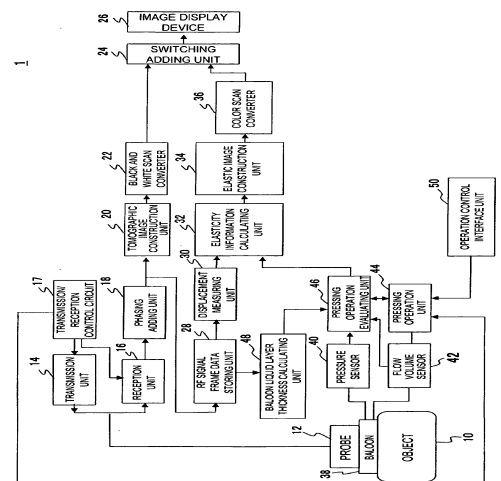 1
26
IMAGE DISPLAY
DEVICE
24
SWITCHING
ADDING UNIT
36
COLOR SCAN
CONVERTER
22
BLACK AND
WHITE SCAN
CONVERTER
34
ELASTIC IMAGE
CONSTRUCTION
UNIT
20
TOMOGRAPHIC
IMAGE
CONSTRUCTION
UNIT
32
ELASTICITY
INFORMATION
CALCULATING
UNIT
50
OPERATION CONTROL
INTERFACE UNIT
17
TRANSMISSION/
RECEPTION
CONTROL CIRCUIT
18
PHASING
ADDING UNIT
30
DISPLACEMENT
MEASURING
UNIT
46
PRESSING
OPERATION
EVALUATING UNIT
44
PRESSING
OPERATION
UNIT
14
TRANSMISSION
UNIT
16
RECEPTION
UNIT
28
RF SIGNAL
FRAME DATA
STORING UNIT
48
BALOON LIQUID LAYER
THICKNESS CALCULATING
UNIT
40
PRESSURE
SENSOR
42
FLOW
VOLUME
SENSOR
12
PROBE
38
BALOON
OBJECT
10